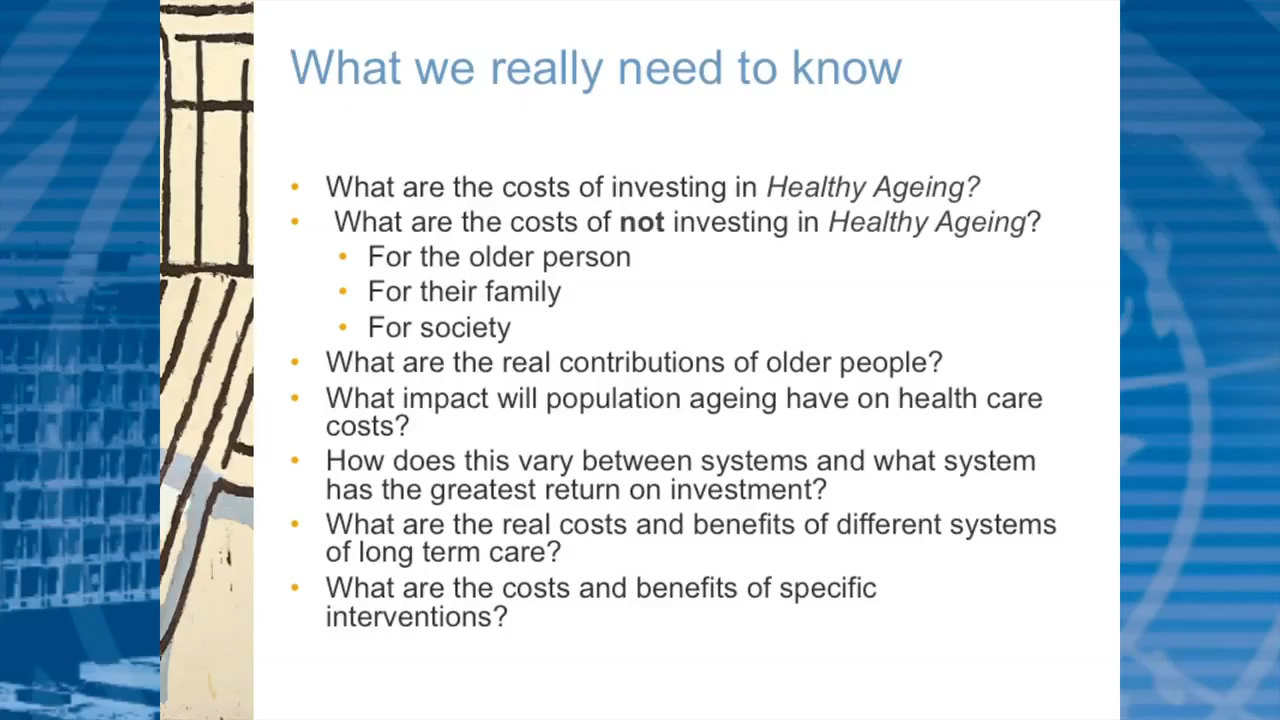 What we really need to know
• What are the costs of investing in Healthy Ageing?
• What are the costs of not investing in Healthy Ageing?
• For the older person
• For their family
• For society
• What are the real contributions of older people?
• What impact will population ageing have on health care
costs?
• How does this vary between systems and what system
has the greatest return on investment?
• What are the real costs and benefits of different systems
of long term care?
• What are the costs and benefits of specific
interventions?